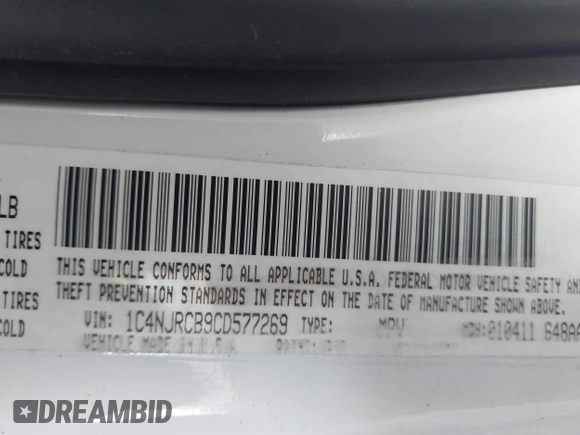 LB
TIRES
COLD
TIRES
COLD
THIS VEHICLE CONFORMS TO ALL APPLICABLE U.S.A. FEDERAL MOTOR VEHICLE SAFETY AND
THEFT PREVENTION STANDARDS IN EFFECT ON THE DATE OF MANUFACTURE SHOWN ABOVE.
VIN: 1C4NJRCB9CD577269 TYPE: MPV MDH:010411 648AA
VEHICLE MADE IN U.S.A PAINT:
DREAMBID